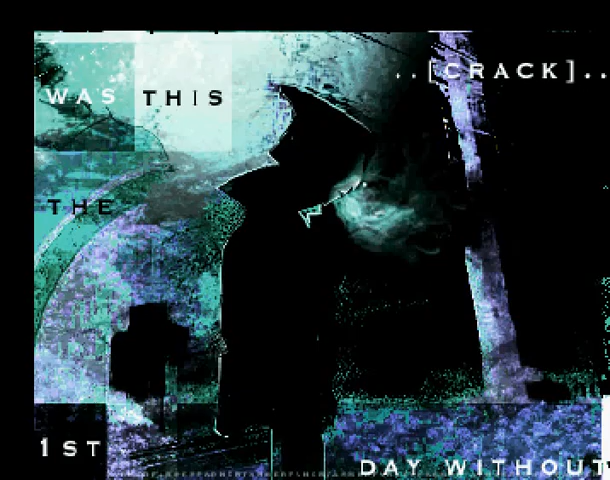 ..[CRACK]..
WAS THIS
THE
1ST
DAY WITHOUT